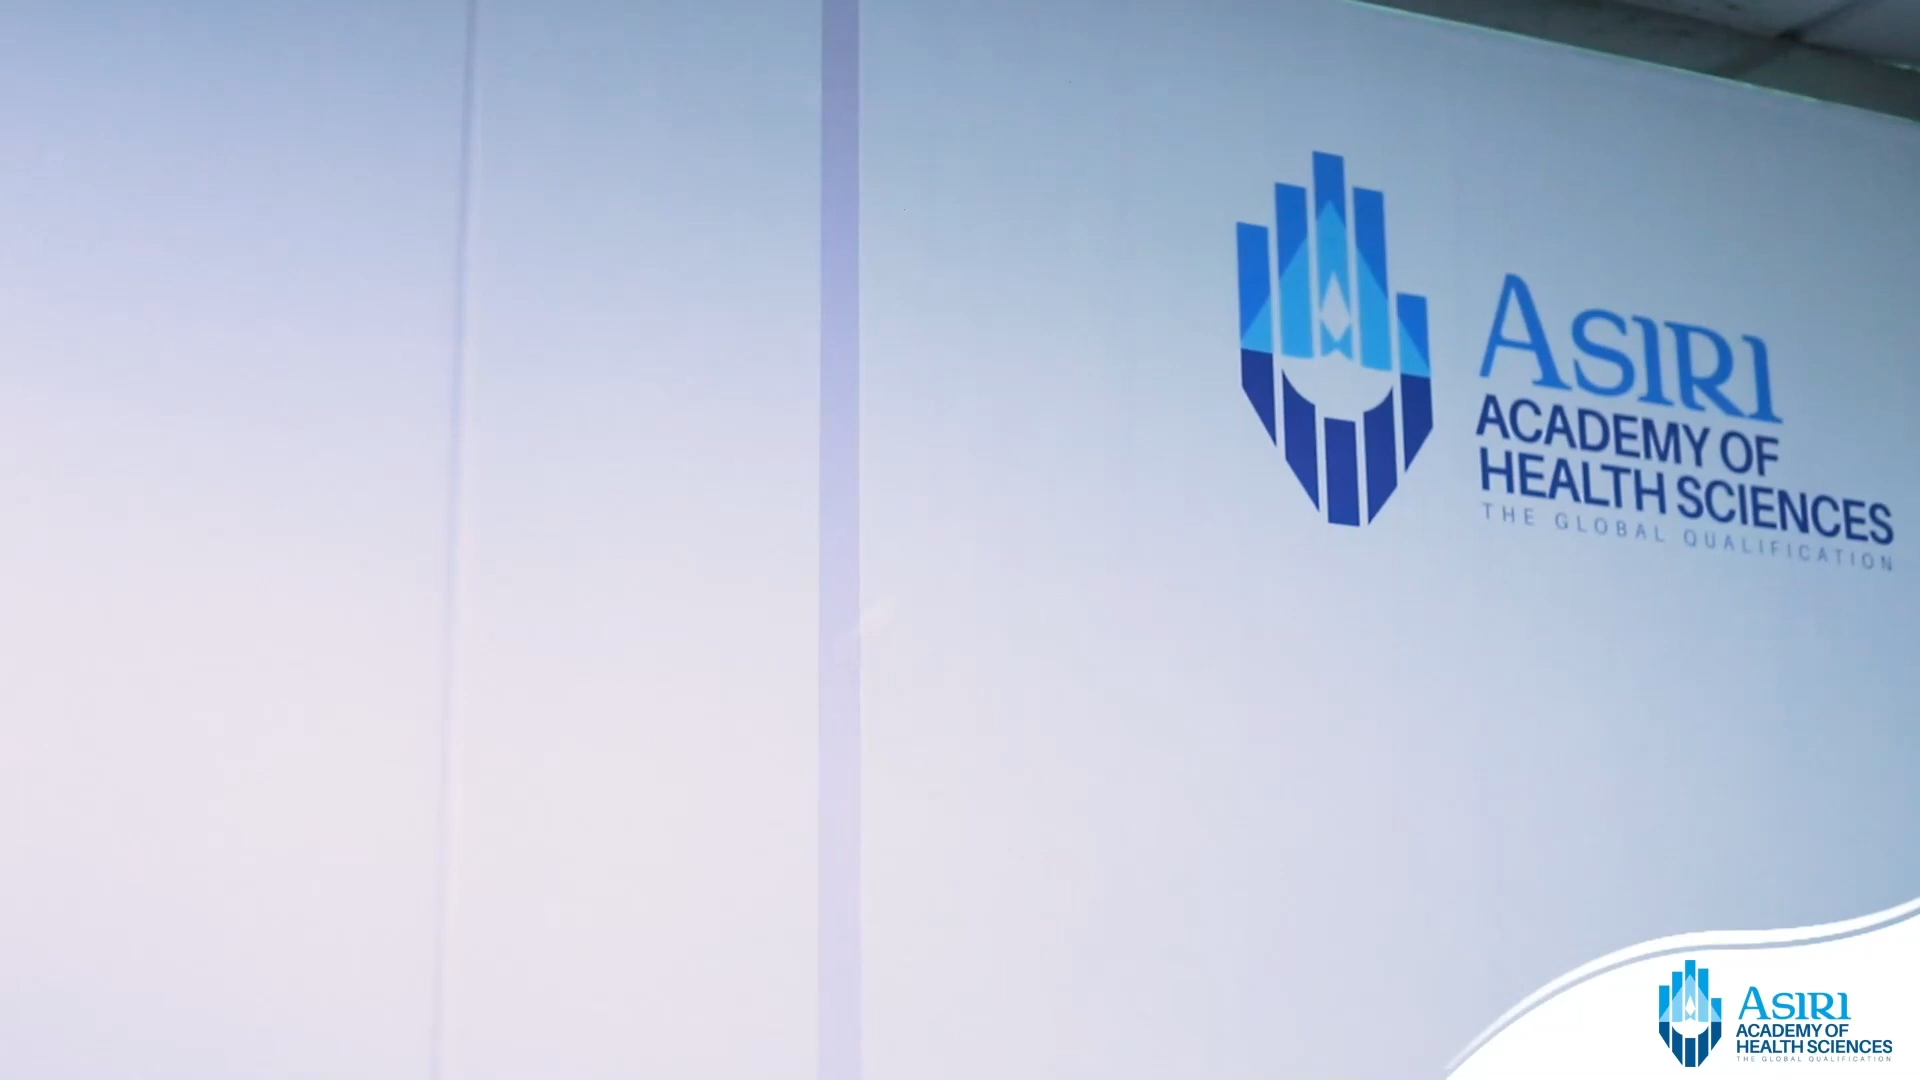 ASIRI
ACADEMY OF
HEALTH SCIENCES
THE GLOBAL QUALIFICATION
ASIRI
ACADEMY OF
HEALTH SCIENCES
THE GLOBAL QUALIFICATION